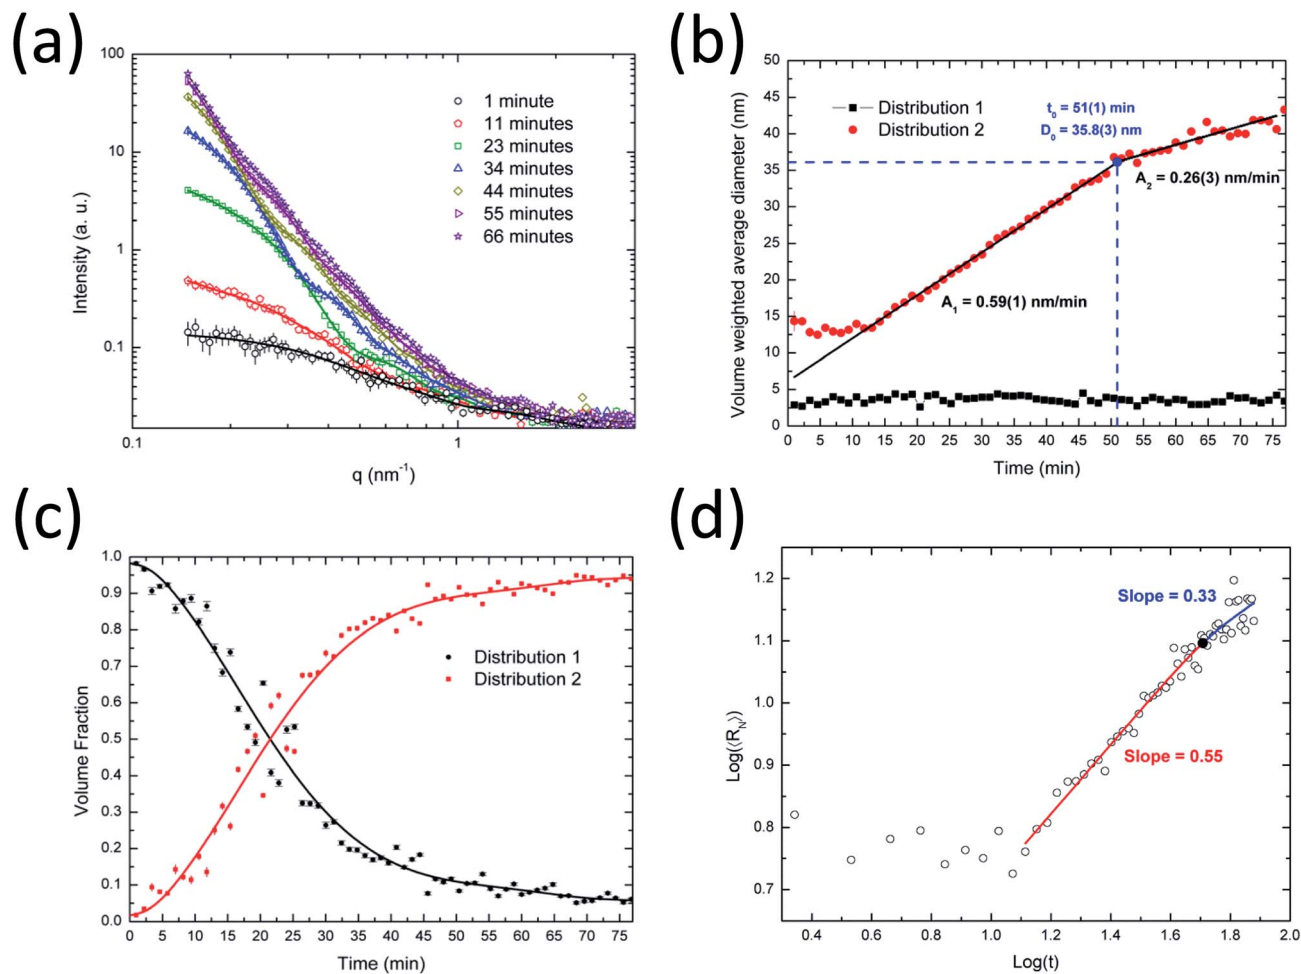 (a)
100
10
1
0.1
0.1
1
Intensity (a. u.)
q (nm-1)
1 minute
11 minutes
23 minutes
34 minutes
44 minutes
55 minutes
66 minutes
(b)
50
45
40
35
30
25
20
15
10
5
0
0 5 10 15 20 25 30 35 40 45 50 55 60 65 70 75
Volume weighted average diameter (nm)
Time (min)
Distribution 1
Distribution 2
t0 = 51(1) min
D0 = 35.8(3) nm
A2 = 0.26(3) nm/min
A1 = 0.59(1) nm/min
(c)
1.0
0.9
0.8
0.7
0.6
0.5
0.4
0.3
0.2
0.1
0.0
0 5 10 15 20 25 30 35 40 45 50 55 60 65 70 75
Volume Fraction
Time (min)
Distribution 1
Distribution 2
(d)
1.2
1.1
1.0
0.9
0.8
0.7
0.4 0.6 0.8 1.0 1.2 1.4 1.6 1.8 2.0
Log(⟨RN⟩)
Log(t)
Slope = 0.33
Slope = 0.55